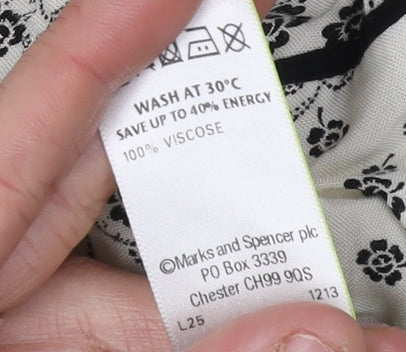 WASH AT 30°C
SAVE UP TO 40% ENERGY
100% VISCOSE
©Marks and Spencer plc
PO Box 3339
Chester CH99 9QS
L25 1213